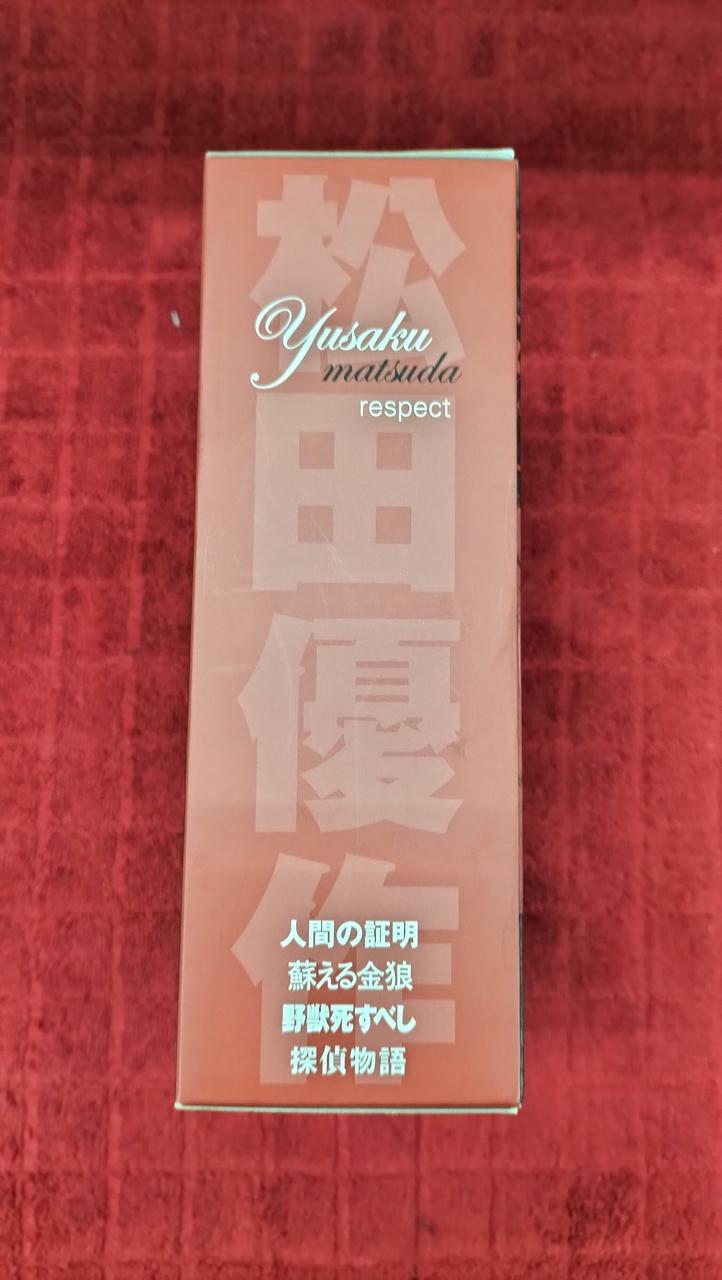 松田優作
Yusaku
matsuda
respect
人間の証明
蘇える金狼
野獣死すべし
探偵物語